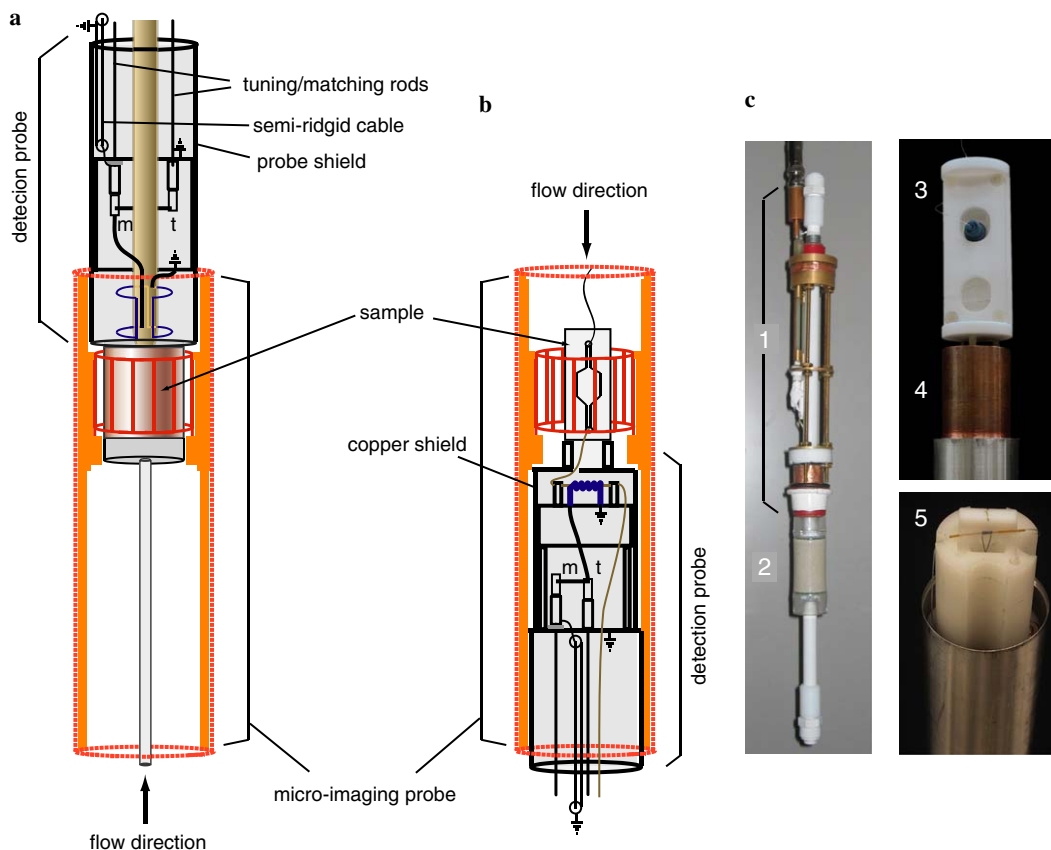 a
tuning/matching rods
semi-ridgid cable
probe shield
detecion probe
m
t
sample
micro-imaging probe
flow direction
b
flow direction
copper shield
m
t
detection probe
c
1
2
3
4
5